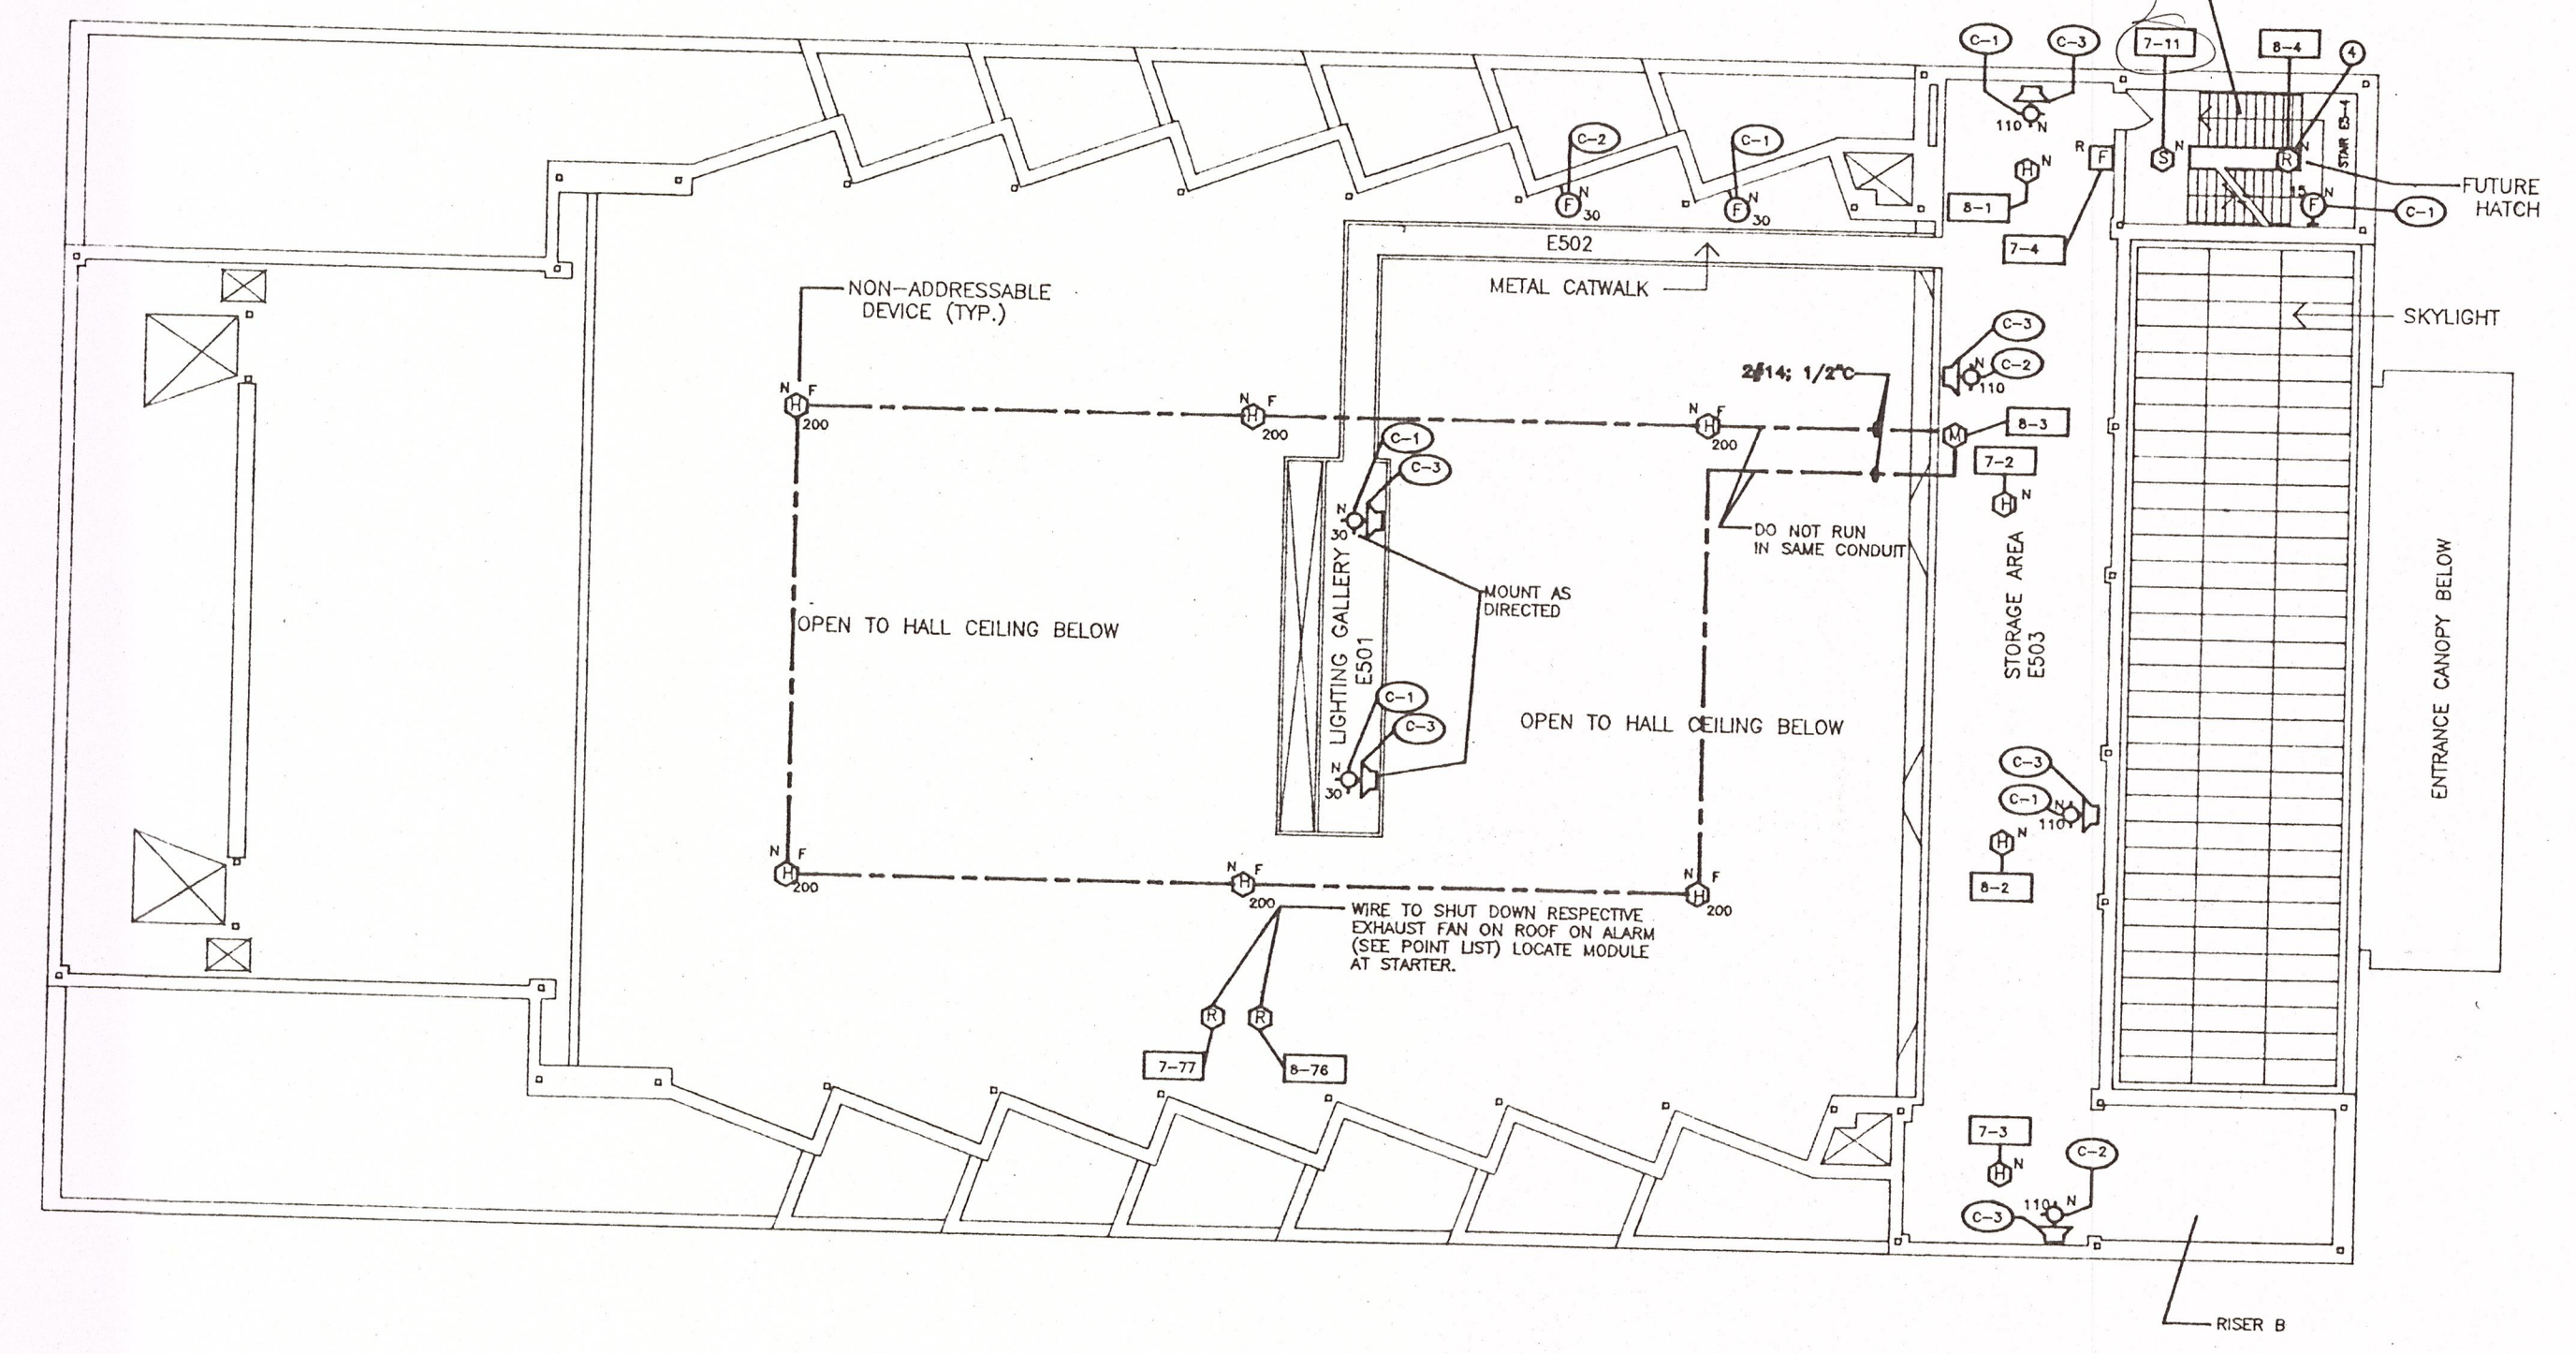 C-1
C-3
7-11
8-4
4
110
N
C-2
N
30
C-1
N
30
N
8-1
R
F
7-4
S
N
R
N
STAIR E5-4
15
F
N
C-1
FUTURE
HATCH
E502
METAL CATWALK
NON-ADDRESSABLE
DEVICE (TYP.)
SKYLIGHT
2#14; 1/2"C
C-3
N
C-2
110
N F
H
200
N F
H
200
N F
H
200
M
8-3
7-2
H
N
C-1
C-3
N
30
DO NOT RUN
IN SAME CONDUIT
MOUNT AS
DIRECTED
LIGHTING GALLERY
E501
STORAGE AREA
E503
ENTRANCE CANOPY BELOW
OPEN TO HALL CEILING BELOW
OPEN TO HALL CEILING BELOW
C-1
C-3
N
30
C-3
C-1
N
110
H
N
8-2
N F
H
200
N F
H
200
N F
H
200
WIRE TO SHUT DOWN RESPECTIVE
EXHAUST FAN ON ROOF ON ALARM
(SEE POINT LIST) LOCATE MODULE
AT STARTER.
R
R
7-77
8-76
7-3
H
N
C-2
110
N
C-3
RISER B